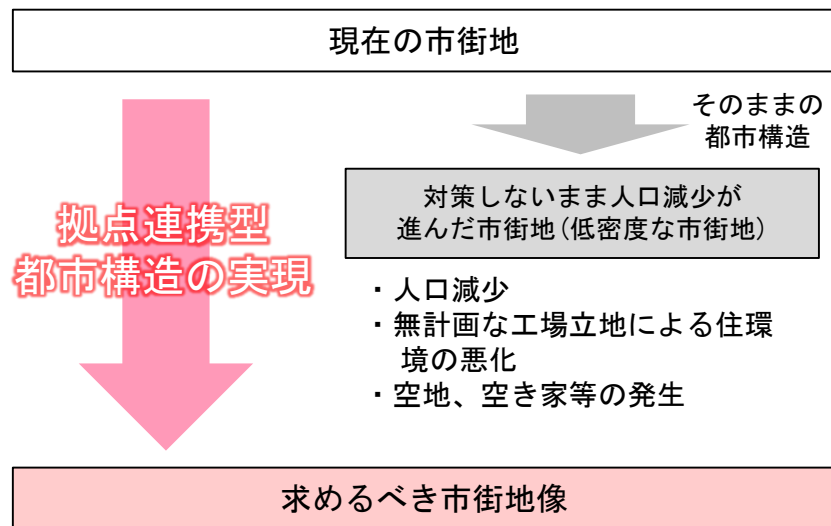 現在の市街地
そのままの
都市構造
対策しないまま人口減少が
進んだ市街地(低密度な市街地)
拠点連携型
都市構造の実現
・人口減少
・無計画な工場立地による住環
境の悪化
・空地、空き家等の発生
求めるべき市街地像